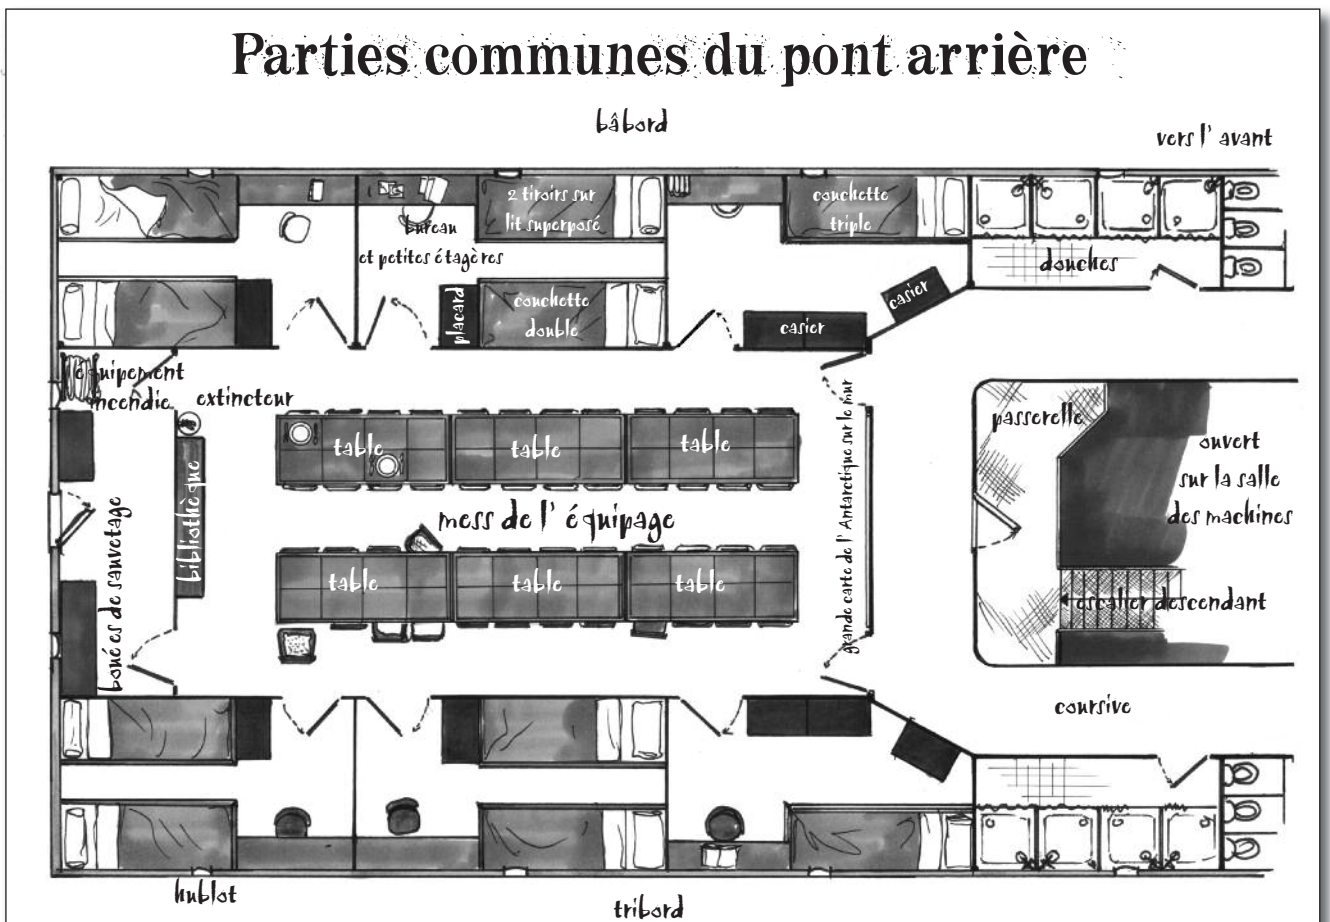 Parties communes du pont arrière
bâbord
vers l' avant
2 tiroirs sur
lit superposé
couchette
triple
bureau
et petites étagères
douches
placard
couchette
double
casier
casier
équipement
incendie
extincteur
grande carte de l' Antarctique sur le mur
passerelle
ouvert
sur la salle
des machines
table
table
table
bibliothèque
mess de l' équipage
bouées de sauvetage
table
table
table
escalier descendant
coursive
hublot
tribord